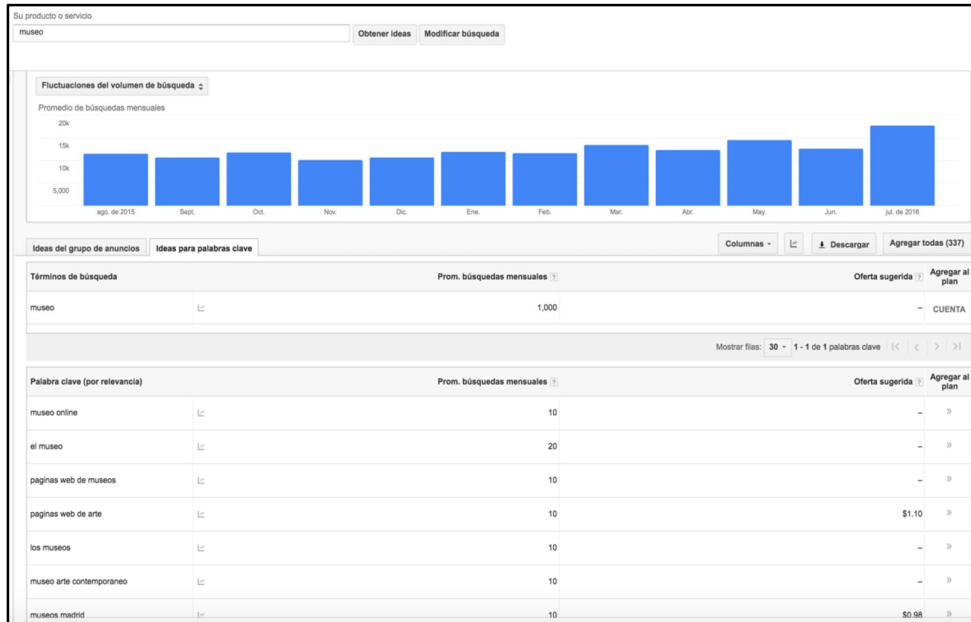 Su producto o servicio
museo
Obtener ideas Modificar búsqueda
Fluctuaciones del volumen de búsqueda
Promedio de búsquedas mensuales
20k
15k
10k
5,000
ago. de 2015 Sept. Oct. Nov. Dic. Ene. Feb. Mar. Abr. May. Jun. jul. de 2016
Ideas del grupo de anuncios Ideas para palabras clave Columnas Descargar Agregar todas (337)
Términos de búsqueda Prom. búsquedas mensuales ? Oferta sugerida ? Agregar al plan
museo 1,000 – CUENTA
Mostrar filas: 30 1 - 1 de 1 palabras clave
Palabra clave (por relevancia) Prom. búsquedas mensuales ? Oferta sugerida ? Agregar al plan
museo online 10 – »
el museo 20 – »
paginas web de museos 10 – »
paginas web de arte 10 $1.10 »
los museos 10 – »
museo arte contemporaneo 10 – »
museos madrid 10 $0.98 »